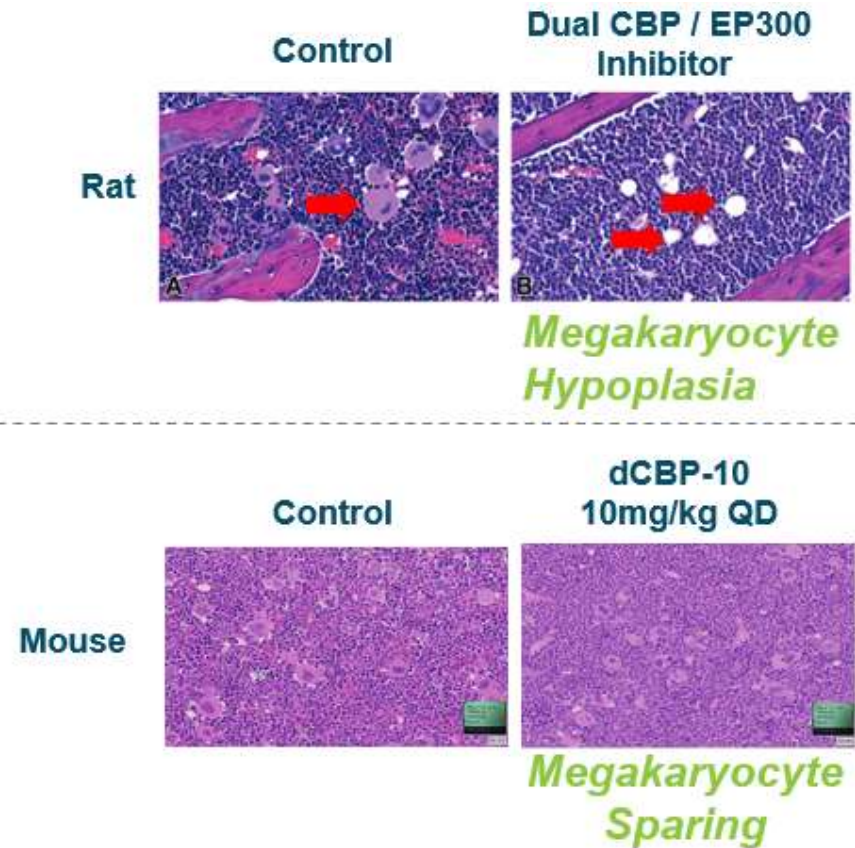 Control
Dual CBP / EP300
Inhibitor
Rat
A
B
Megakaryocyte
Hypoplasia
Control
dCBP-10
10mg/kg QD
Mouse
Megakaryocyte
Sparing